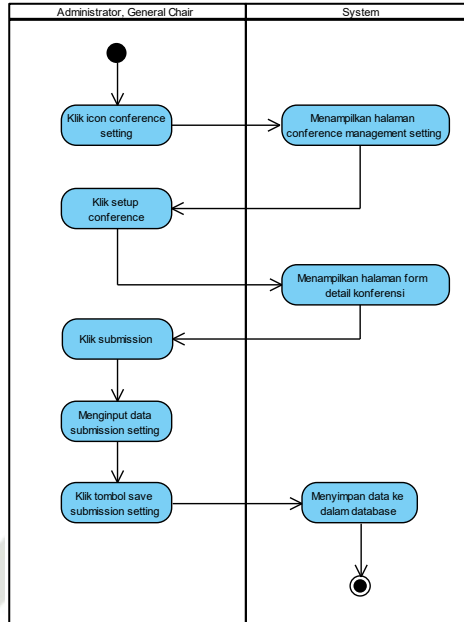 Administrator, General Chair
System
Klik icon conference
setting
Menampilkan halaman
conference management setting
Klik setup
conference
Menampilkan halaman form
detail konferensi
Klik submission
Menginput data
submission setting
Klik tombol save
submission setting
Menyimpan data ke
dalam database